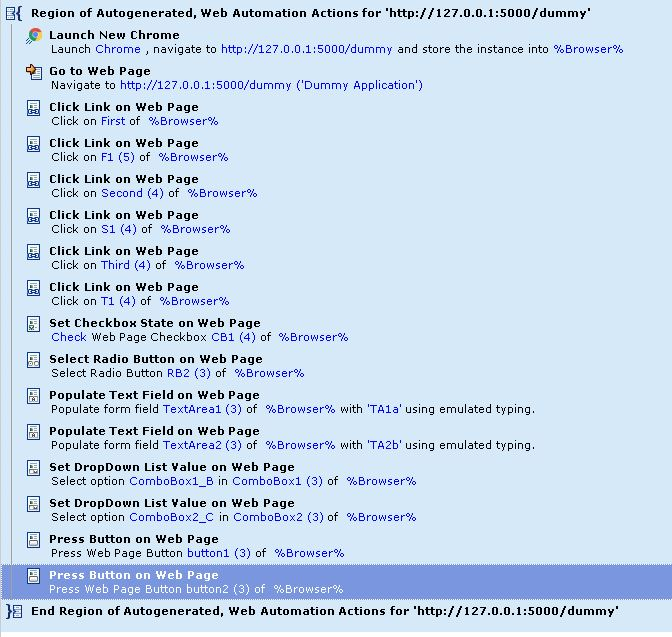 Region of Autogenerated, Web Automation Actions for 'http://127.0.0.1:5000/dummy'
Launch New Chrome
Launch Chrome , navigate to http://127.0.0.1:5000/dummy and store the instance into %Browser%
Go to Web Page
Navigate to http://127.0.0.1:5000/dummy ('Dummy Application')
Click Link on Web Page
Click on First of %Browser%
Click Link on Web Page
Click on F1 (5) of %Browser%
Click Link on Web Page
Click on Second (4) of %Browser%
Click Link on Web Page
Click on S1 (4) of %Browser%
Click Link on Web Page
Click on Third (4) of %Browser%
Click Link on Web Page
Click on T1 (4) of %Browser%
Set Checkbox State on Web Page
Check Web Page Checkbox CB1 (4) of %Browser%
Select Radio Button on Web Page
Select Radio Button RB2 (3) of %Browser%
Populate Text Field on Web Page
Populate form field TextArea1 (3) of %Browser% with 'TA1a' using emulated typing.
Populate Text Field on Web Page
Populate form field TextArea2 (3) of %Browser% with 'TA2b' using emulated typing.
Set DropDown List Value on Web Page
Select option ComboBox1_B in ComboBox1 (3) of %Browser%
Set DropDown List Value on Web Page
Select option ComboBox2_C in ComboBox2 (3) of %Browser%
Press Button on Web Page
Press Web Page Button button1 (3) of %Browser%
Press Button on Web Page
Press Web Page Button button2 (3) of %Browser%
End Region of Autogenerated, Web Automation Actions for 'http://127.0.0.1:5000/dummy'